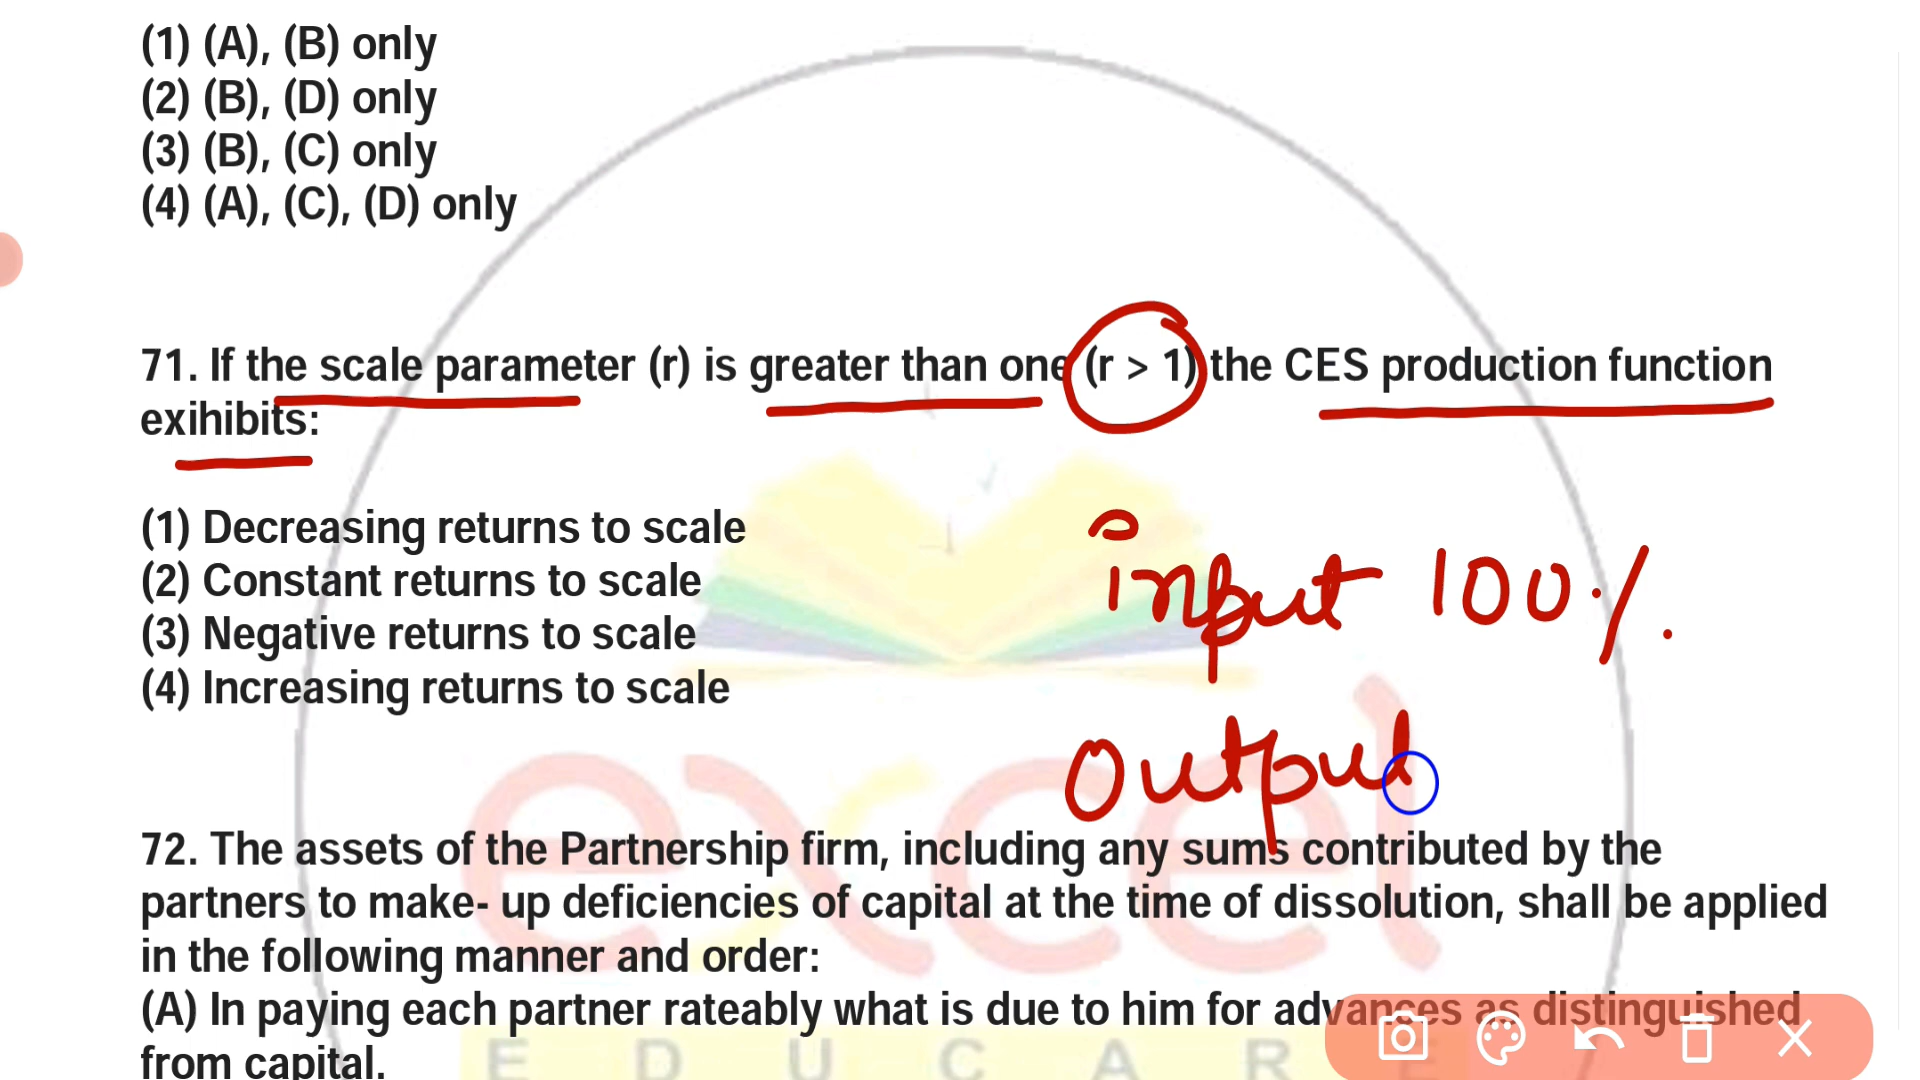 (1) (A), (B) only
(2) (B), (D) only
(3) (B), (C) only
(4) (A), (C), (D) only
71. If the scale parameter (r) is greater than one (r > 1) the CES production function
exihibits:
(1) Decreasing returns to scale
(2) Constant returns to scale
(3) Negative returns to scale
(4) Increasing returns to scale
input 100%.
output
excel
72. The assets of the Partnership firm, including any sums contributed by the
partners to make- up deficiencies of capital at the time of dissolution, shall be applied
in the following manner and order:
(A) In paying each partner rateably what is due to him for advances as distinguished
from capital.
E D U C A R E